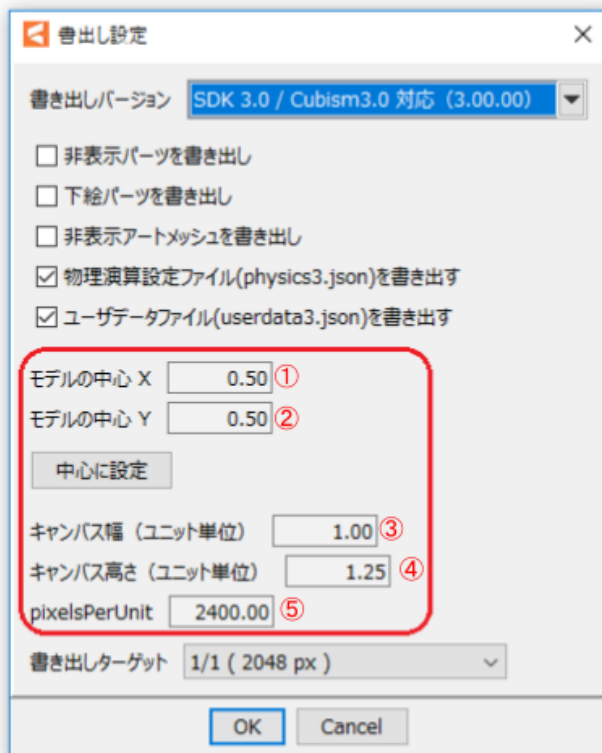 書出し設定
書き出しバージョン SDK 3.0 / Cubism3.0 対応（3.00.00）
非表示パーツを書き出し
下絵パーツを書き出し
非表示アートメッシュを書き出し
物理演算設定ファイル(physics3.json)を書き出す
ユーザデータファイル(userdata3.json)を書き出す
モデルの中心 X 0.50 ①
モデルの中心 Y 0.50 ②
中心に設定
キャンバス幅（ユニット単位） 1.00 ③
キャンバス高さ（ユニット単位） 1.25 ④
pixelsPerUnit 2400.00 ⑤
書き出しターゲット 1/1 ( 2048 px )
OK Cancel